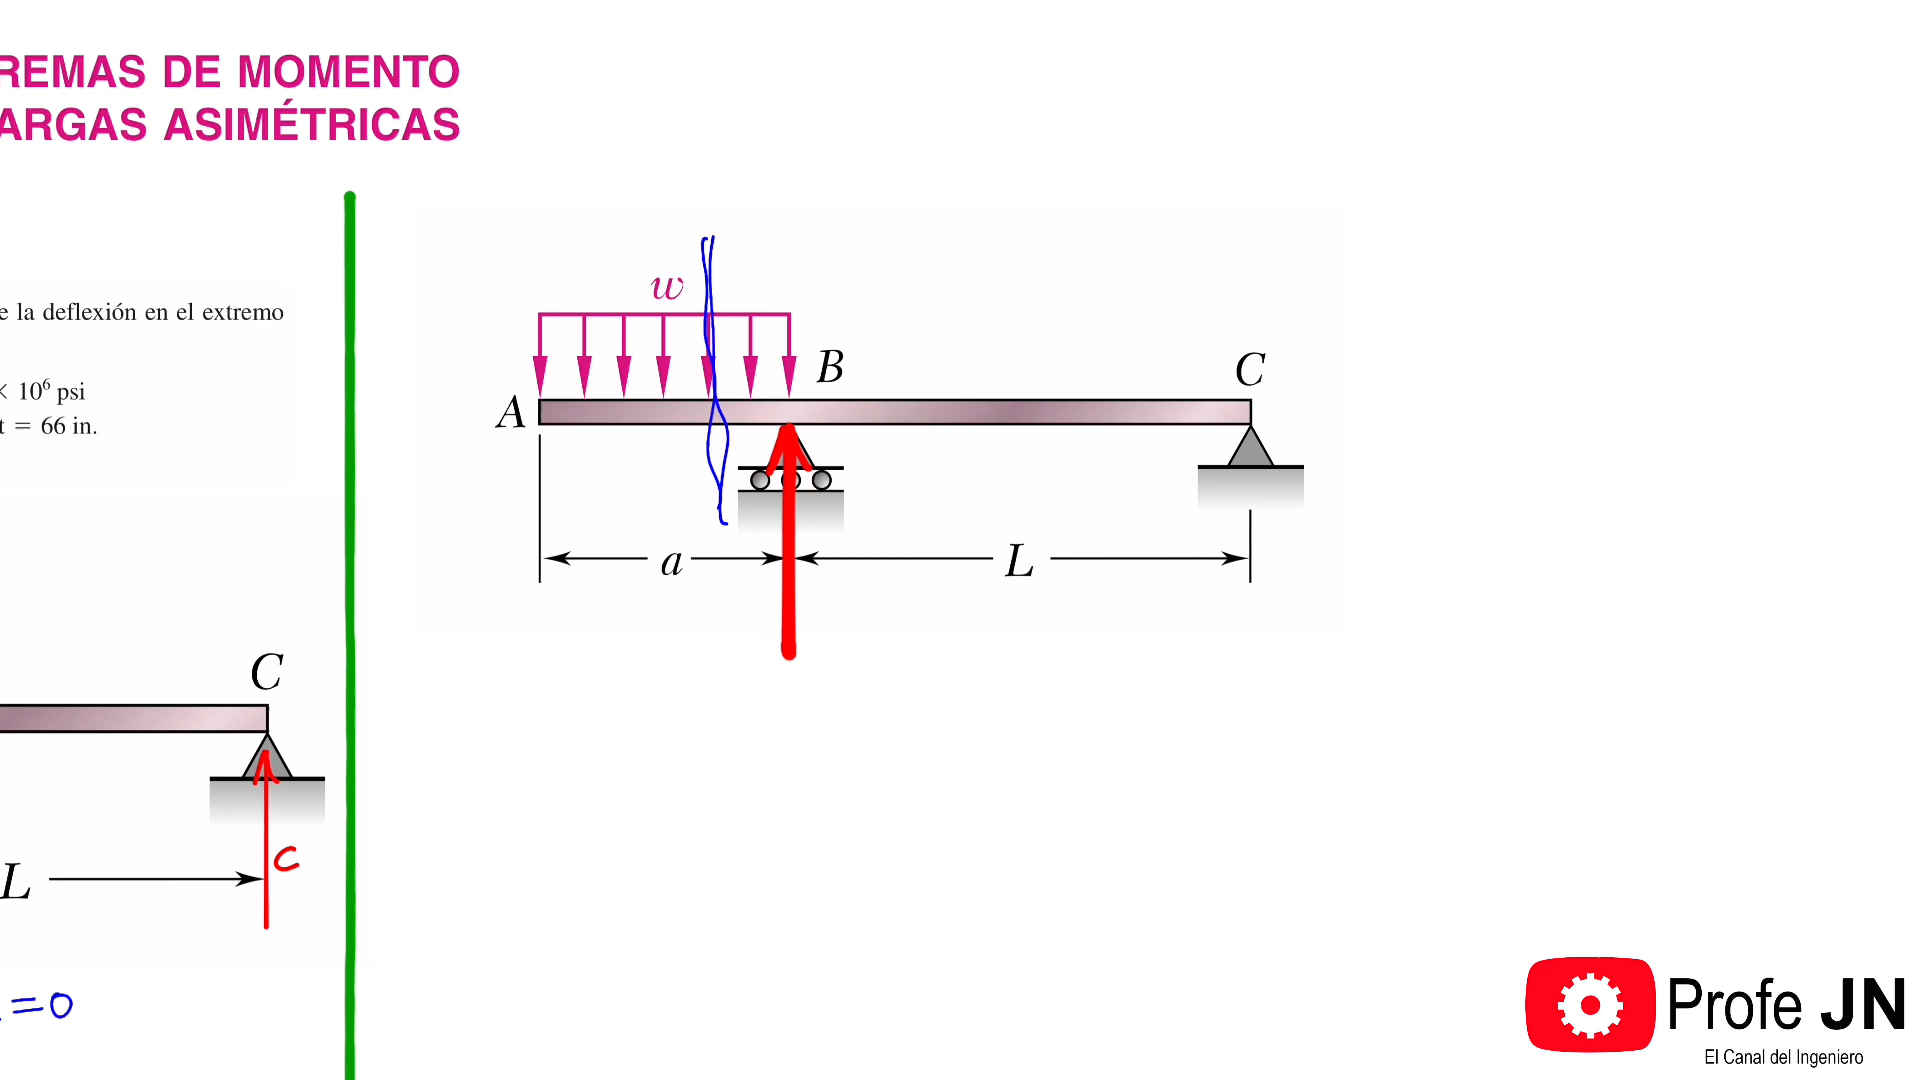 REMAS DE MOMENTO
ARGAS ASIMÉTRICAS
e la deflexión en el extremo
× 10⁶ psi
t = 66 in.
C
L
C
=0
w
B
C
A
a
L
Profe JN
El Canal del Ingeniero